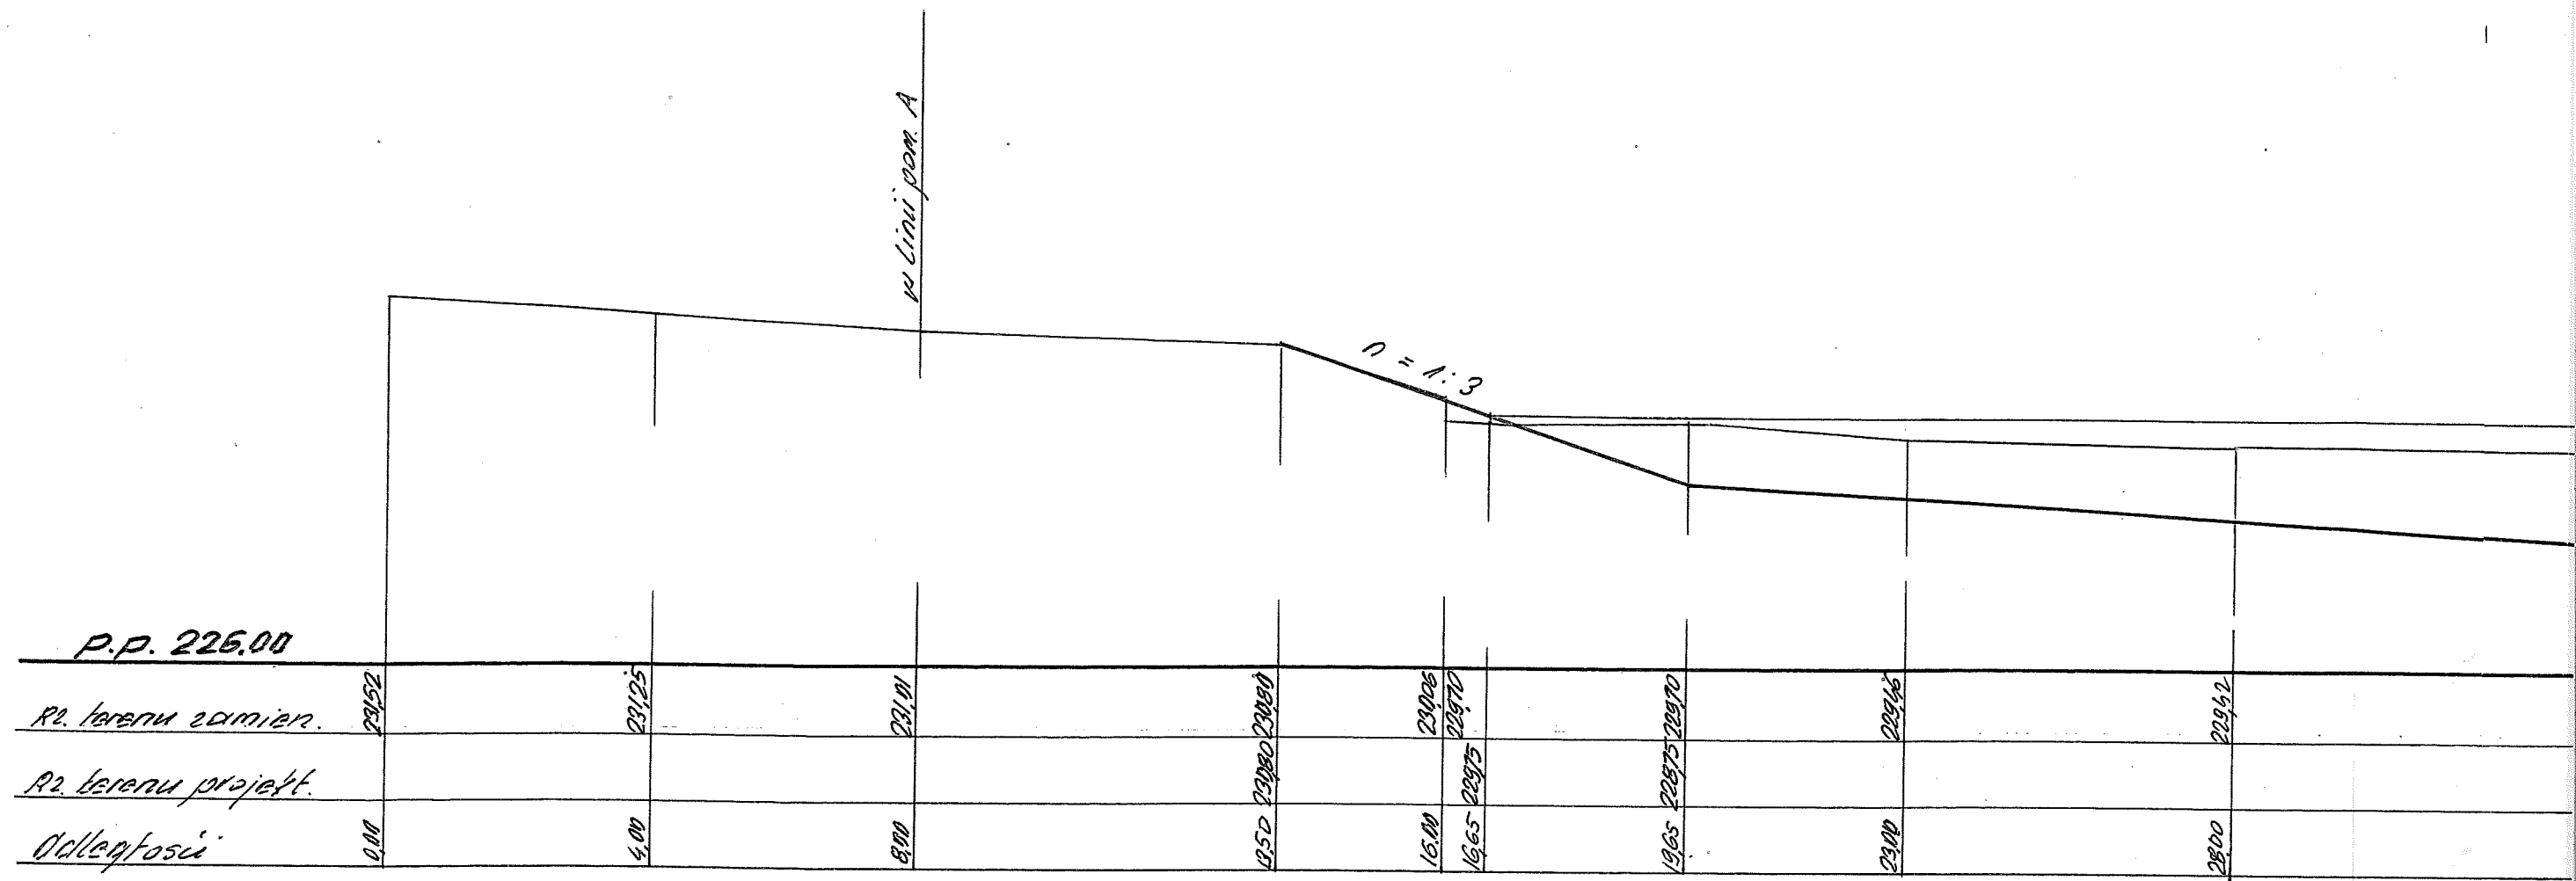 w linii pom. A
n = 1:3
P.P. 226.00
Rz. terenu zamien. 231,52 231,25 231,01 230,80 230,06 229,70 229,70 229,46 229,42
Rz. terenu projekt. 230,80 229,75 228,75
Odległości 0,00 4,00 8,00 13,50 16.00 16,65 19,65 23,00 28,00